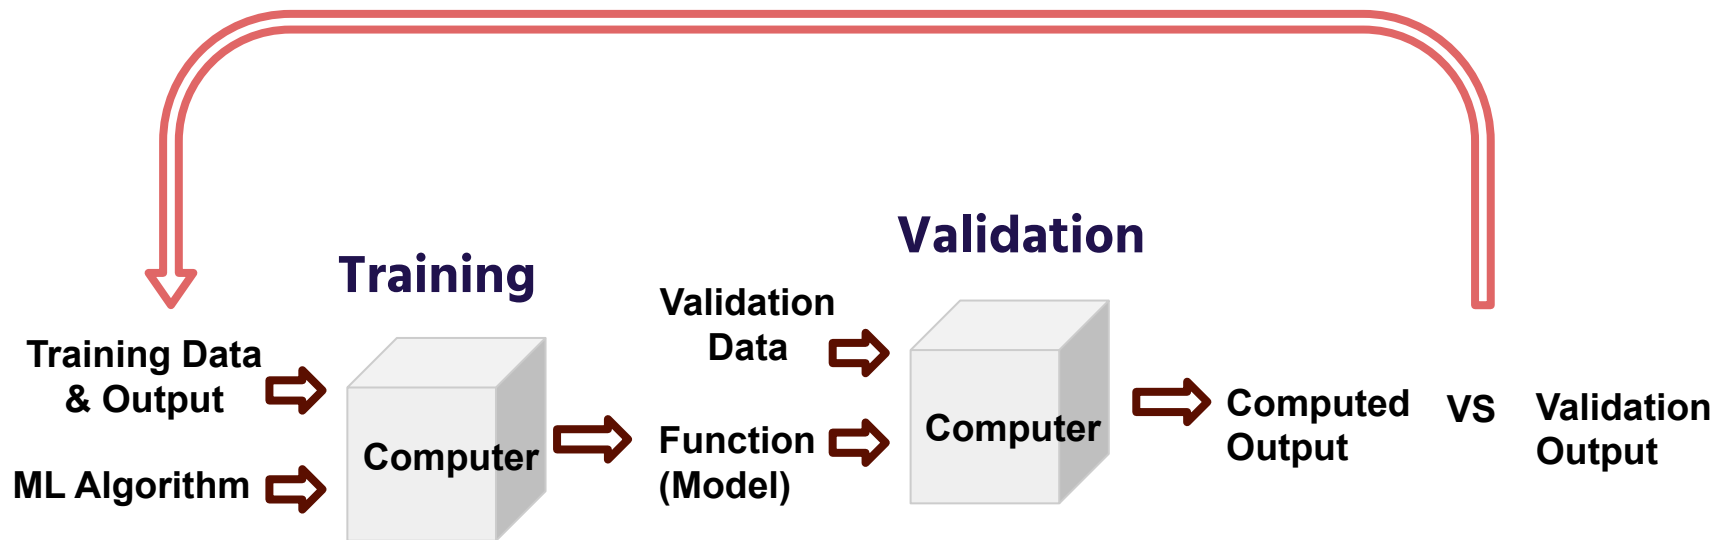 Training
Validation
Training Data
& Output
ML Algorithm
Computer
Validation
Data
Function
(Model)
Computer
Computed
Output
VS
Validation
Output